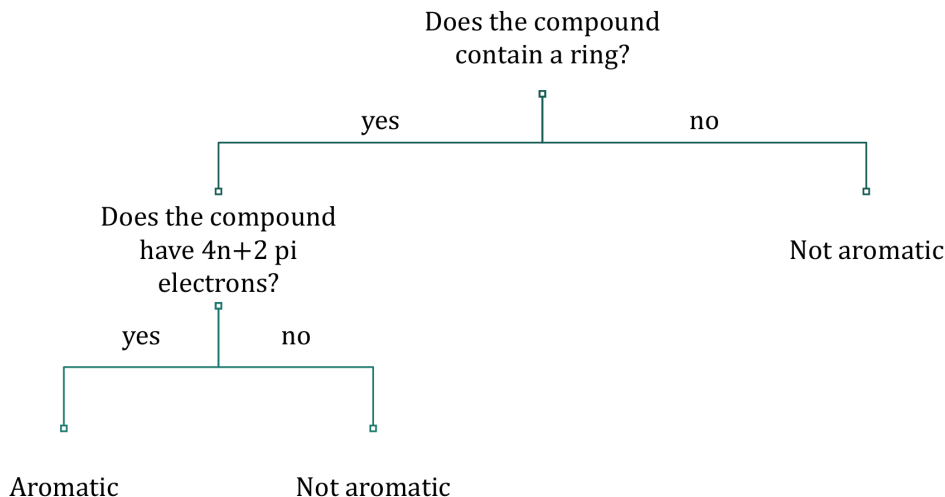 Does the compound
contain a ring?
yes
no
Does the compound
have 4n+2 pi
electrons?
Not aromatic
yes
no
Aromatic
Not aromatic